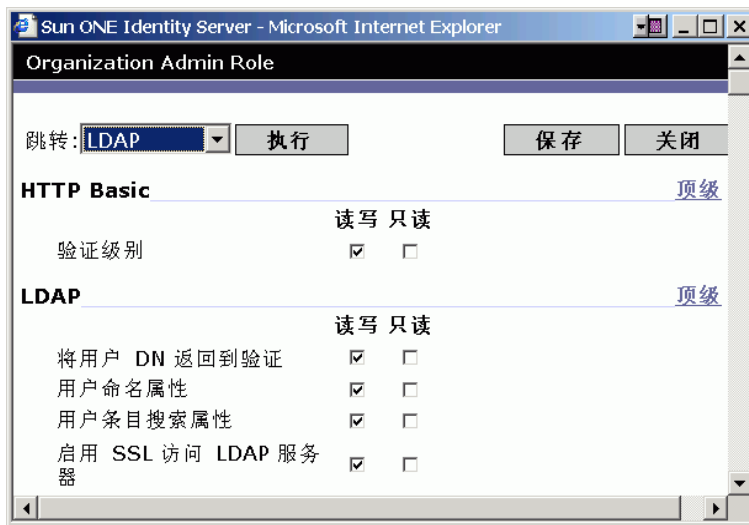 Sun ONE Identity Server - Microsoft Internet Explorer
Organization Admin Role
跳转: LDAP 执行 保存 关闭
HTTP Basic 顶级
读写 只读
验证级别
LDAP 顶级
读写 只读
将用户 DN 返回到验证
用户命名属性
用户条目搜索属性
启用 SSL 访问 LDAP 服务
器